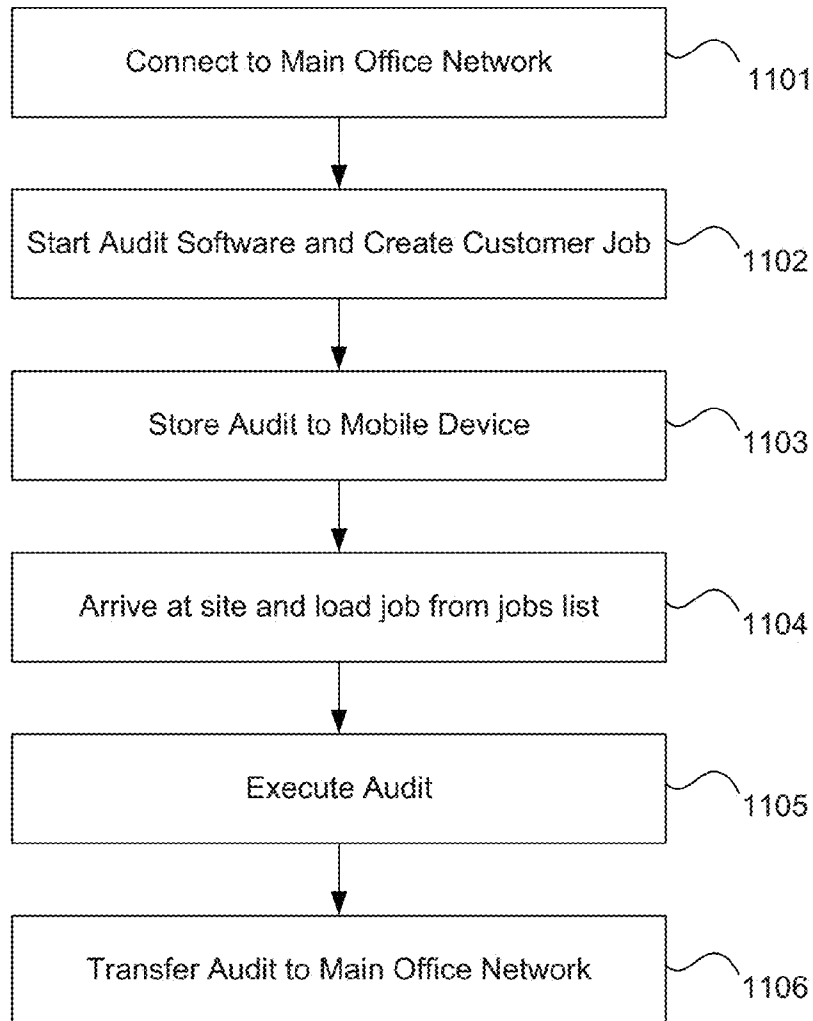 Connect to Main Office Network
1101
Start Audit Software and Create Customer Job
1102
Store Audit to Mobile Device
1103
Arrive at site and load job from jobs list
1104
Execute Audit
1105
Transfer Audit to Main Office Network
1106